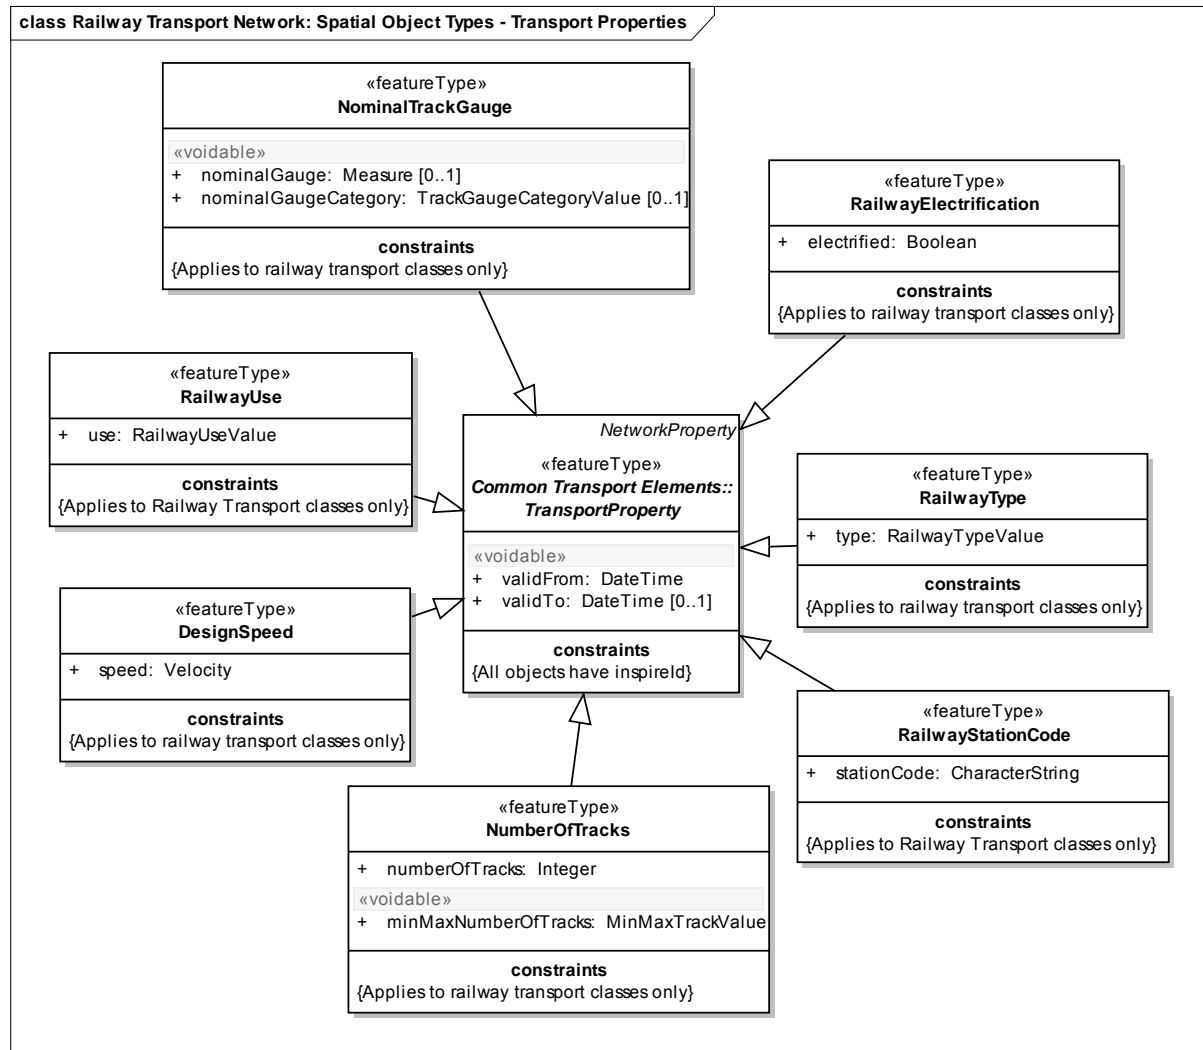 class Railway Transport Network: Spatial Object Types - Transport Properties
«featureType»
NominalTrackGauge
«voidable»
+ nominalGauge: Measure [0..1]
+ nominalGaugeCategory: TrackGaugeCategoryValue [0..1]
constraints
{Applies to railway transport classes only}
«featureType»
RailwayElectrification
+ electrified: Boolean
constraints
{Applies to railway transport classes only}
«featureType»
RailwayUse
+ use: RailwayUseValue
constraints
{Applies to Railway Transport classes only}
NetworkProperty
«featureType»
Common Transport Elements::
TransportProperty
«voidable»
+ validFrom: DateTime
+ validTo: DateTime [0..1]
constraints
{All objects have inspireId}
«featureType»
RailwayType
+ type: RailwayTypeValue
constraints
{Applies to railway transport classes only}
«featureType»
DesignSpeed
+ speed: Velocity
constraints
{Applies to railway transport classes only}
«featureType»
RailwayStationCode
+ stationCode: CharacterString
constraints
{Applies to Railway Transport classes only}
«featureType»
NumberOfTracks
+ numberOfTracks: Integer
«voidable»
+ minMaxNumberOfTracks: MinMaxTrackValue
constraints
{Applies to railway transport classes only}